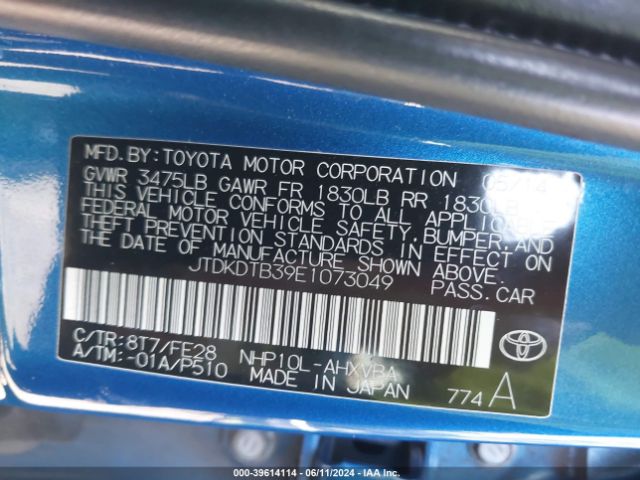 MFD.BY:TOYOTA MOTOR CORPORATION 05/14
GVWR 3475LB GAWR FR 1830LB RR 1830LB
THIS VEHICLE CONFORMS TO ALL APPLICABLE
FEDERAL MOTOR VEHICLE SAFETY,BUMPER,AND
THEFT PREVENTION STANDARDS IN EFFECT ON
THE DATE OF MANUFACTURE SHOWN ABOVE.
JTDKDTB39E1073049 PASS.CAR
C/TR:8T7/FE28 NHP10L-AHXVBA
A/TM:-01A/P510 MADE IN JAPAN 774 A
000-39614114 - 06/11/2024 - IAA Inc.